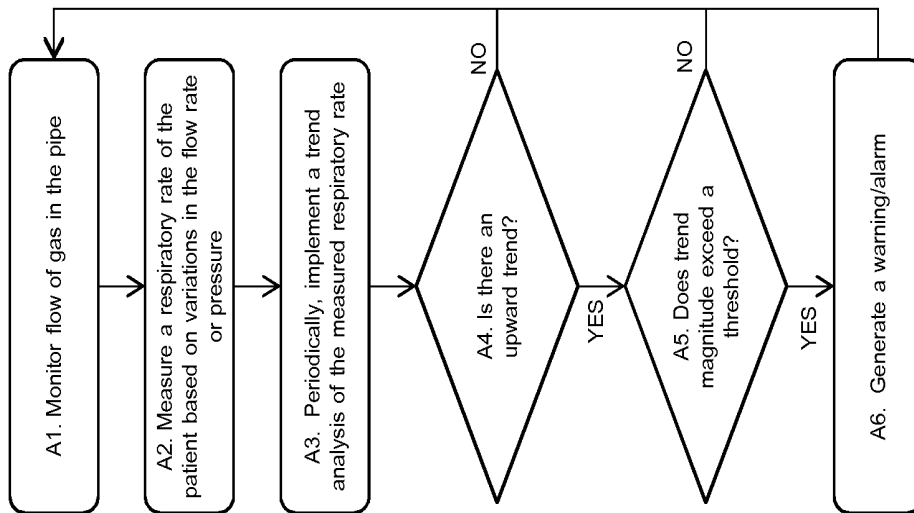 A1. Monitor flow of gas in the pipe
A2. Measure a respiratory rate of the
patient based on variations in the flow rate
or pressure
A3. Periodically, implement a trend
analysis of the measured respiratory rate
A4. Is there an
upward trend?
NO
YES
A5. Does trend
magnitude exceed a
threshold?
NO
YES
A6. Generate a warning/alarm